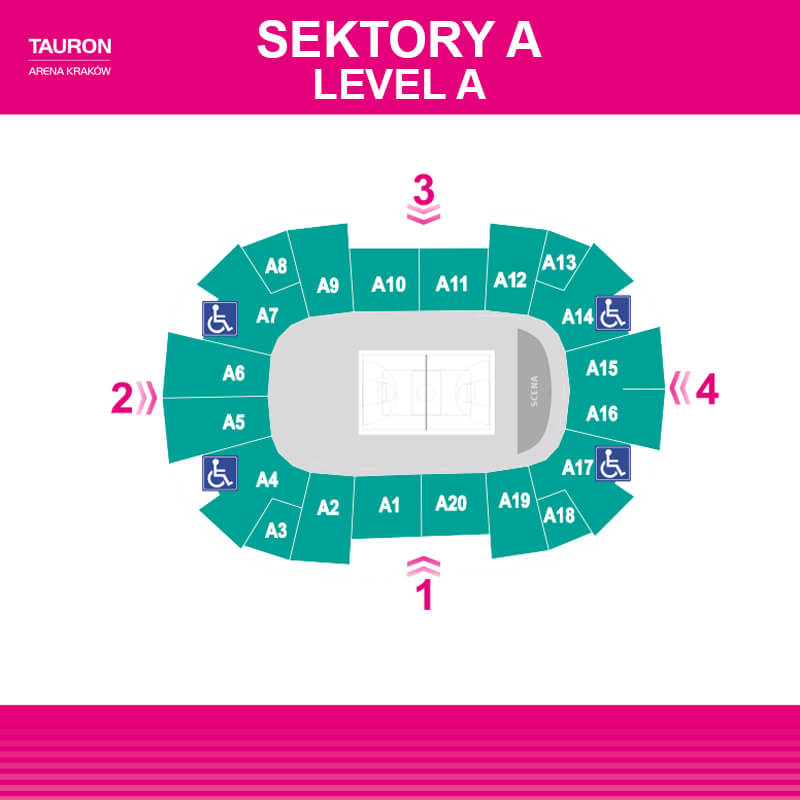 TAURON
ARENA KRAKÓW
SEKTORY A
LEVEL A
3
A8
A9
A10
A11
A12
A13
A7
A14
A6
A15
2
4
A5
A16
SCENA
A4
A17
A3
A2
A1
A20
A19
A18
1